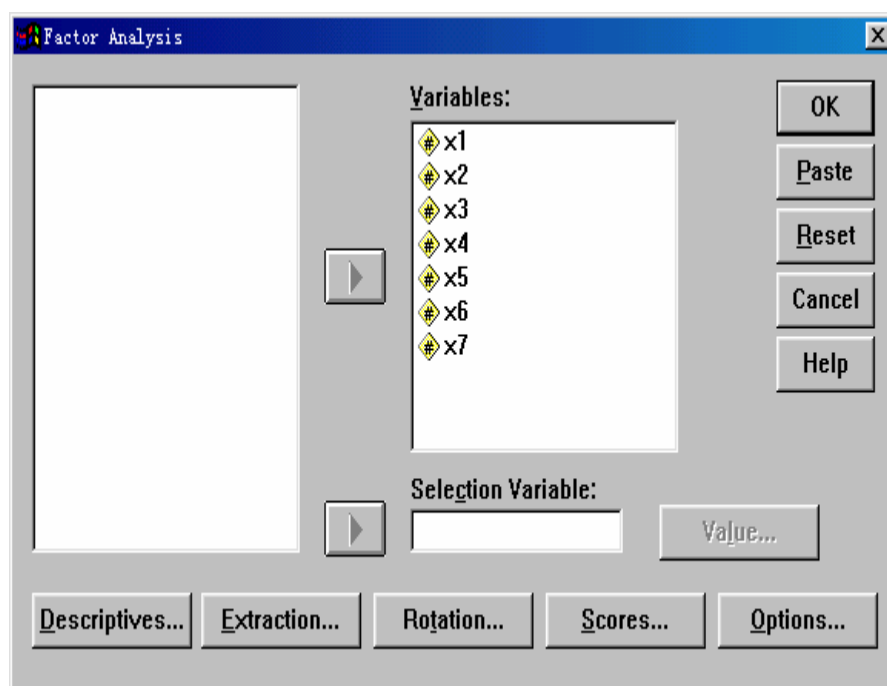 Factor Analysis
Variables:
x1
x2
x3
x4
x5
x6
x7
OK
Paste
Reset
Cancel
Help
Selection Variable:
Value...
Descriptives...
Extraction...
Rotation...
Scores...
Options...